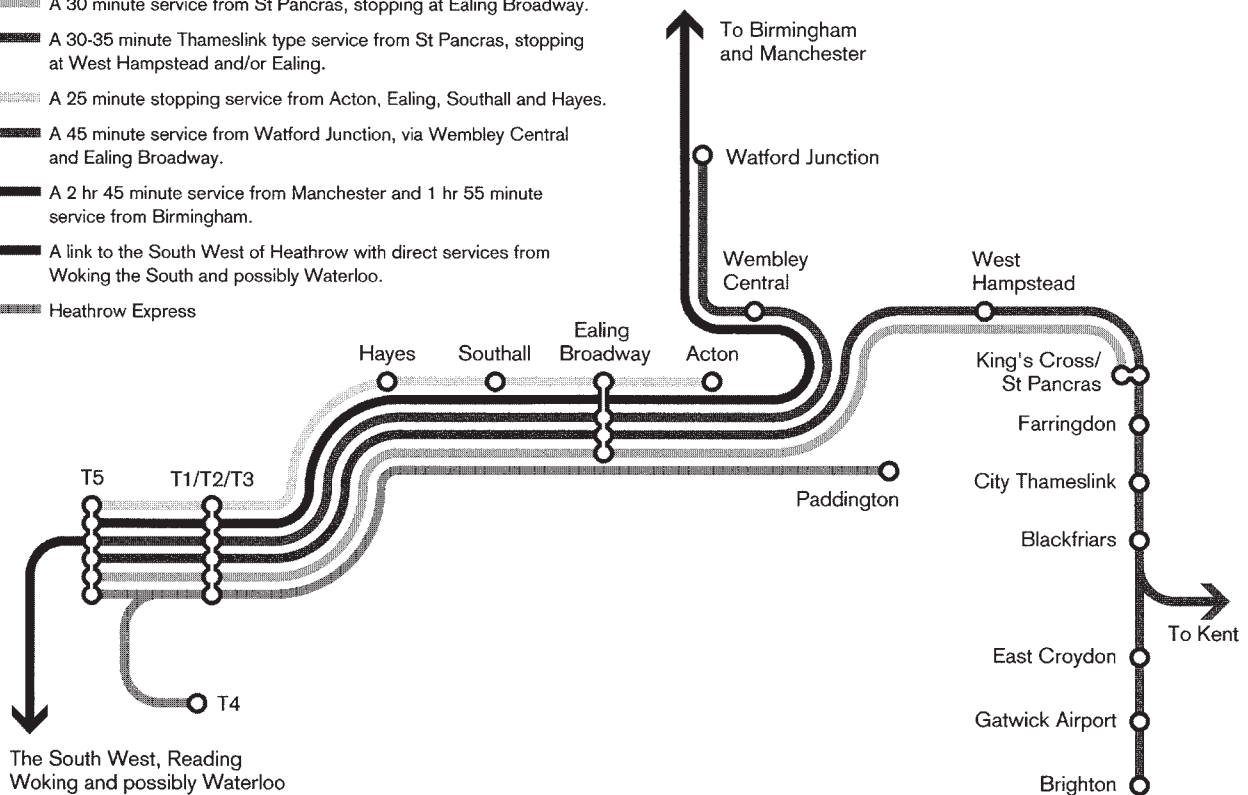 A 30 minute service from St Pancras, stopping at Ealing Broadway.
A 30-35 minute Thameslink type service from St Pancras, stopping
at West Hampstead and/or Ealing.
A 25 minute stopping service from Acton, Ealing, Southall and Hayes.
A 45 minute service from Watford Junction, via Wembley Central
and Ealing Broadway.
A 2 hr 45 minute service from Manchester and 1 hr 55 minute
service from Birmingham.
A link to the South West of Heathrow with direct services from
Woking the South and possibly Waterloo.
Heathrow Express
To Birmingham
and Manchester
Watford Junction
Wembley
Central
West
Hampstead
Ealing
Broadway
Hayes
Southall
Acton
King's Cross/
St Pancras
Farringdon
City Thameslink
Blackfriars
To Kent
East Croydon
Gatwick Airport
Brighton
Paddington
T5
T1/T2/T3
T4
The South West, Reading
Woking and possibly Waterloo